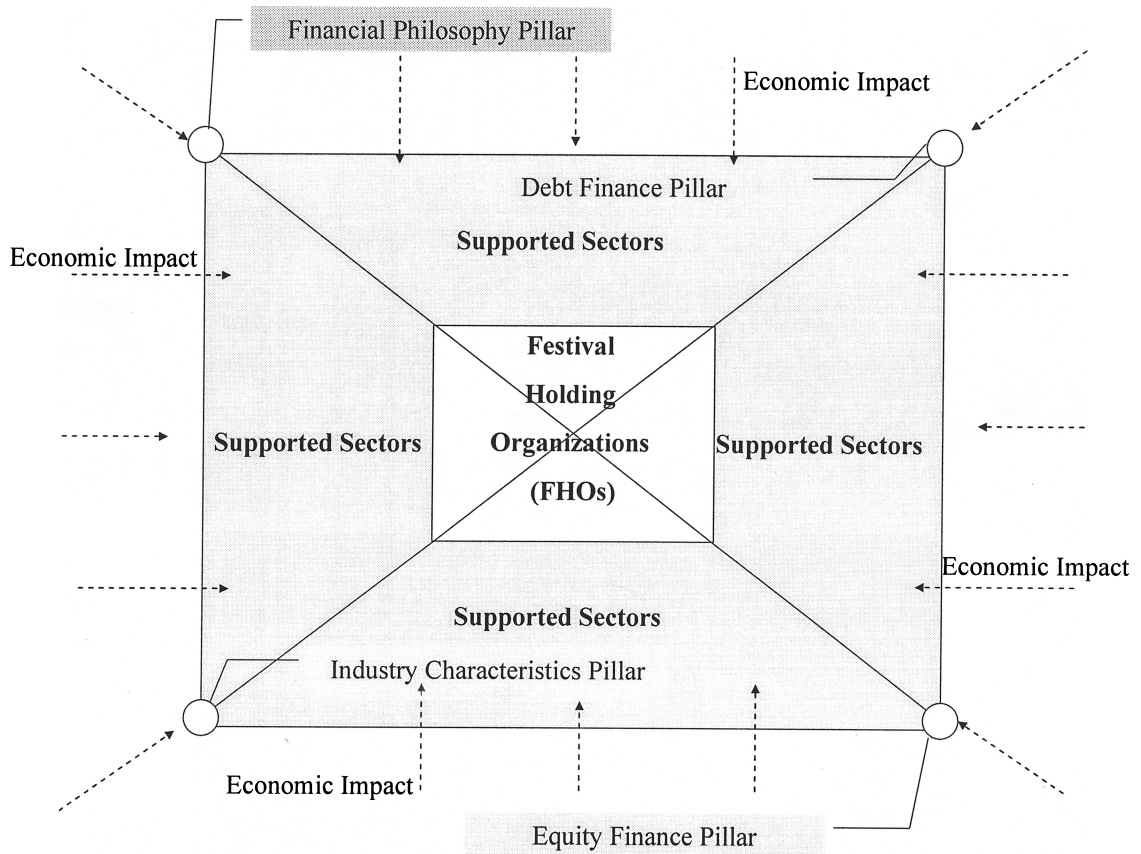 Financial Philosophy Pillar
Economic Impact
Debt Finance Pillar
Supported Sectors
Economic Impact
Festival
Holding
Organizations
(FHOs)
Supported Sectors
Supported Sectors
Economic Impact
Supported Sectors
Industry Characteristics Pillar
Economic Impact
Equity Finance Pillar